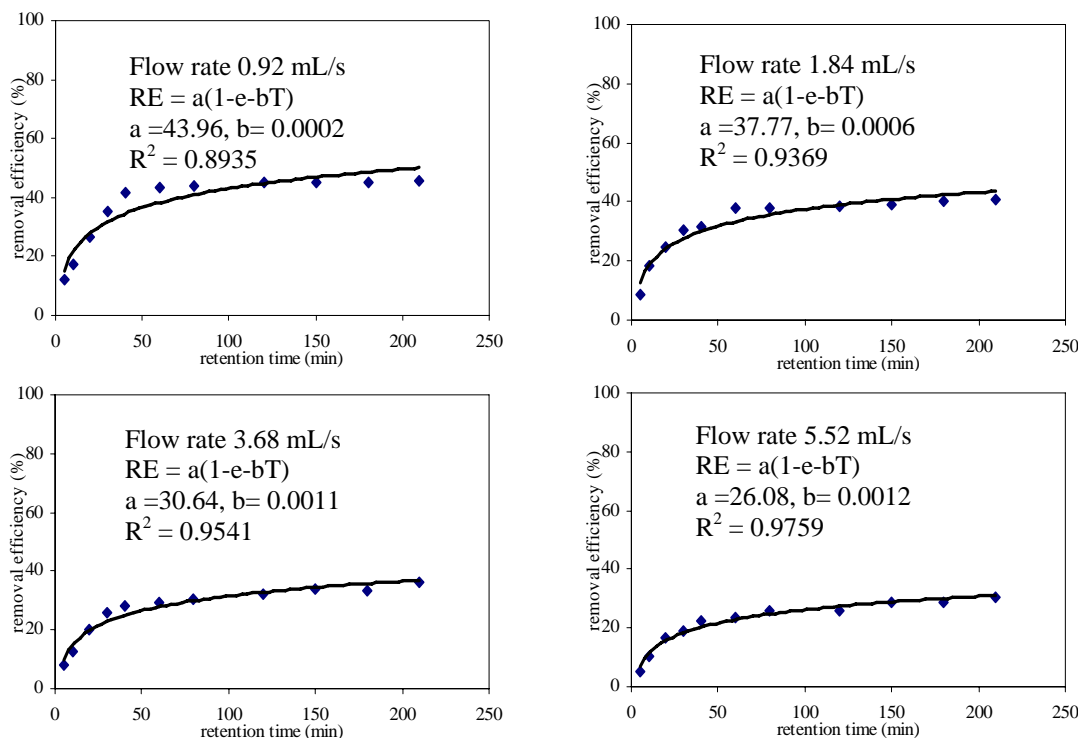 100
80
60
40
20
0
removal efficiency (%)
Flow rate 0.92 mL/s
RE = a(1-e-bT)
a =43.96, b= 0.0002
R² = 0.8935
0 50 100 150 200 250
retention time (min)
100
80
60
40
20
0
removal efficiency (%)
Flow rate 1.84 mL/s
RE = a(1-e-bT)
a =37.77, b= 0.0006
R² = 0.9369
0 50 100 150 200 250
retention time (min)
100
80
60
40
20
0
removal efficiency (%)
Flow rate 3.68 mL/s
RE = a(1-e-bT)
a =30.64, b= 0.0011
R² = 0.9541
0 50 100 150 200 250
retention time (min)
100
80
60
40
20
0
removal efficiency (%)
Flow rate 5.52 mL/s
RE = a(1-e-bT)
a =26.08, b= 0.0012
R² = 0.9759
0 50 100 150 200 250
retention time (min)